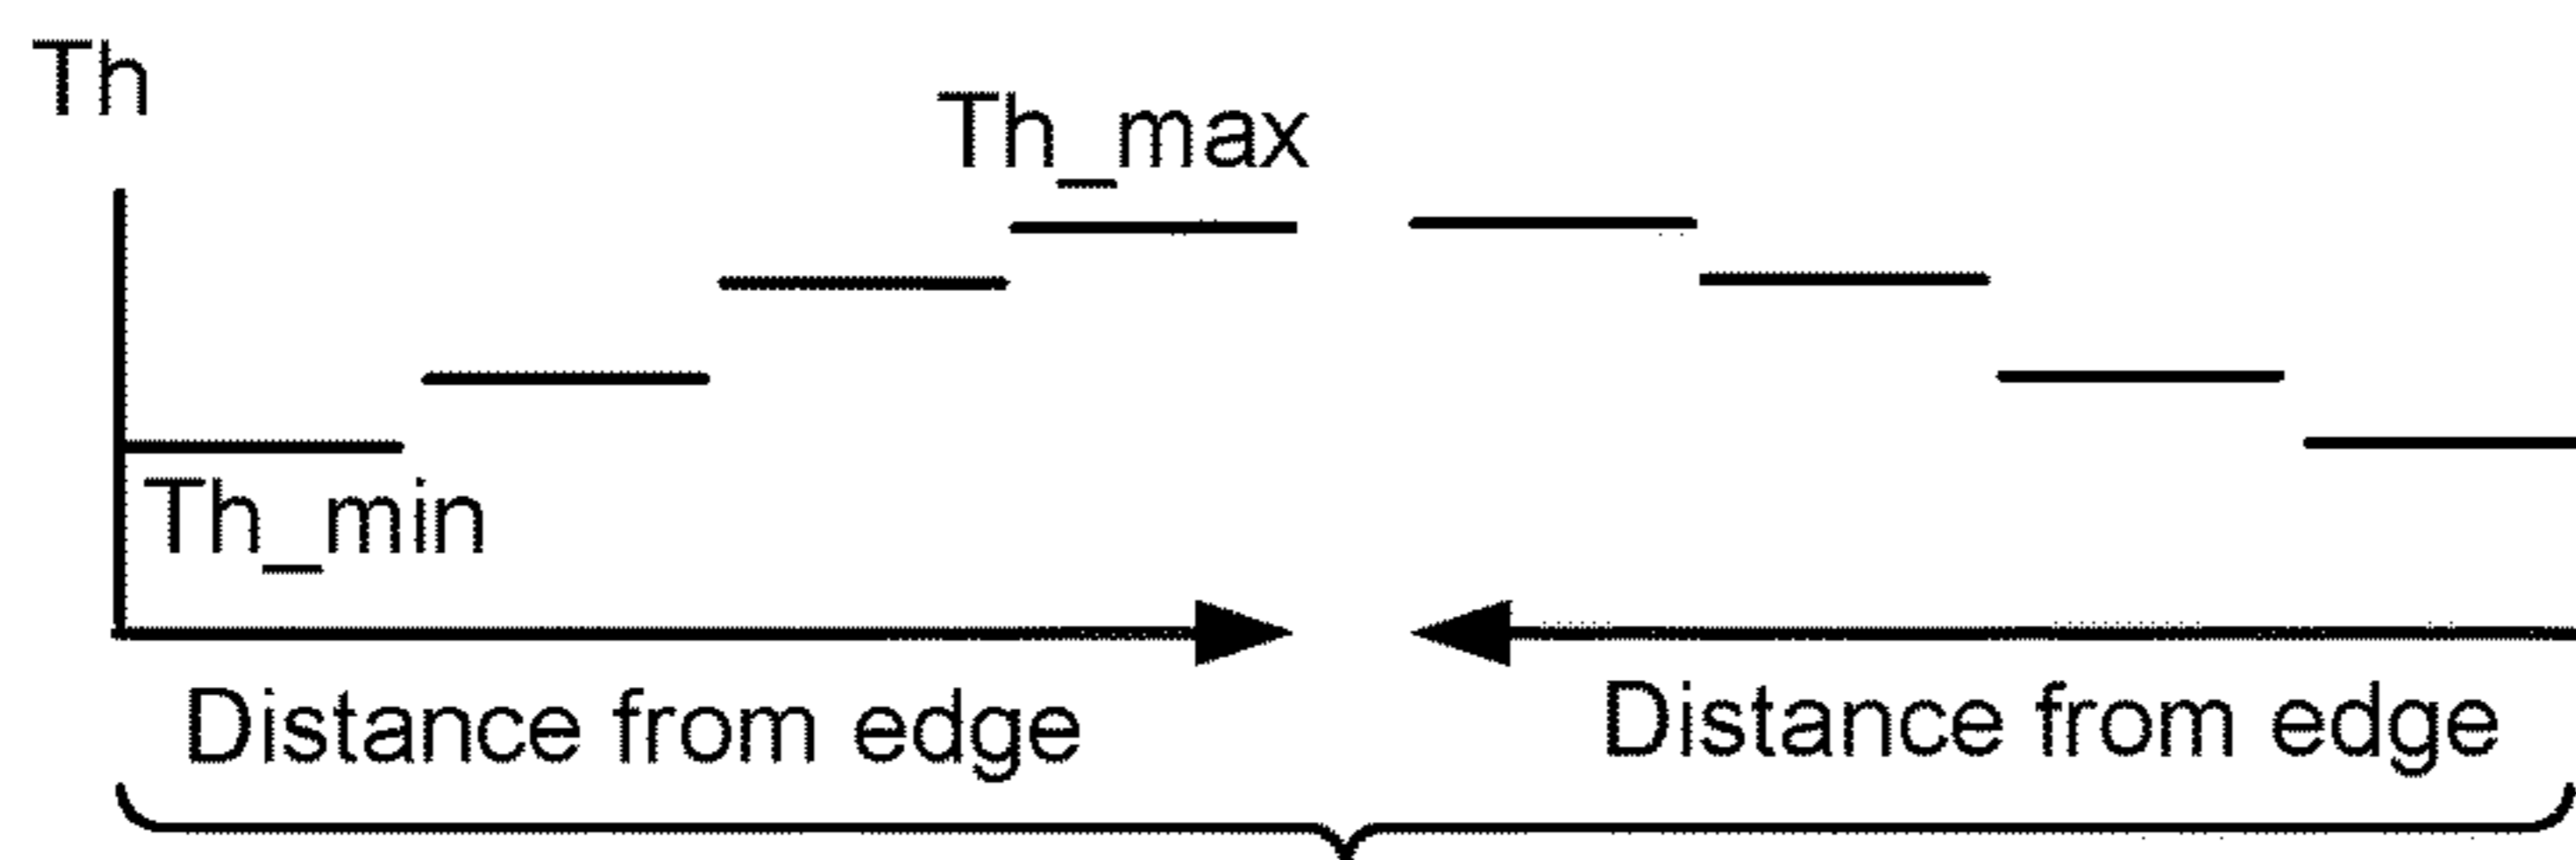 Th
Th_max
Th_min
Distance from edge
Distance from edge